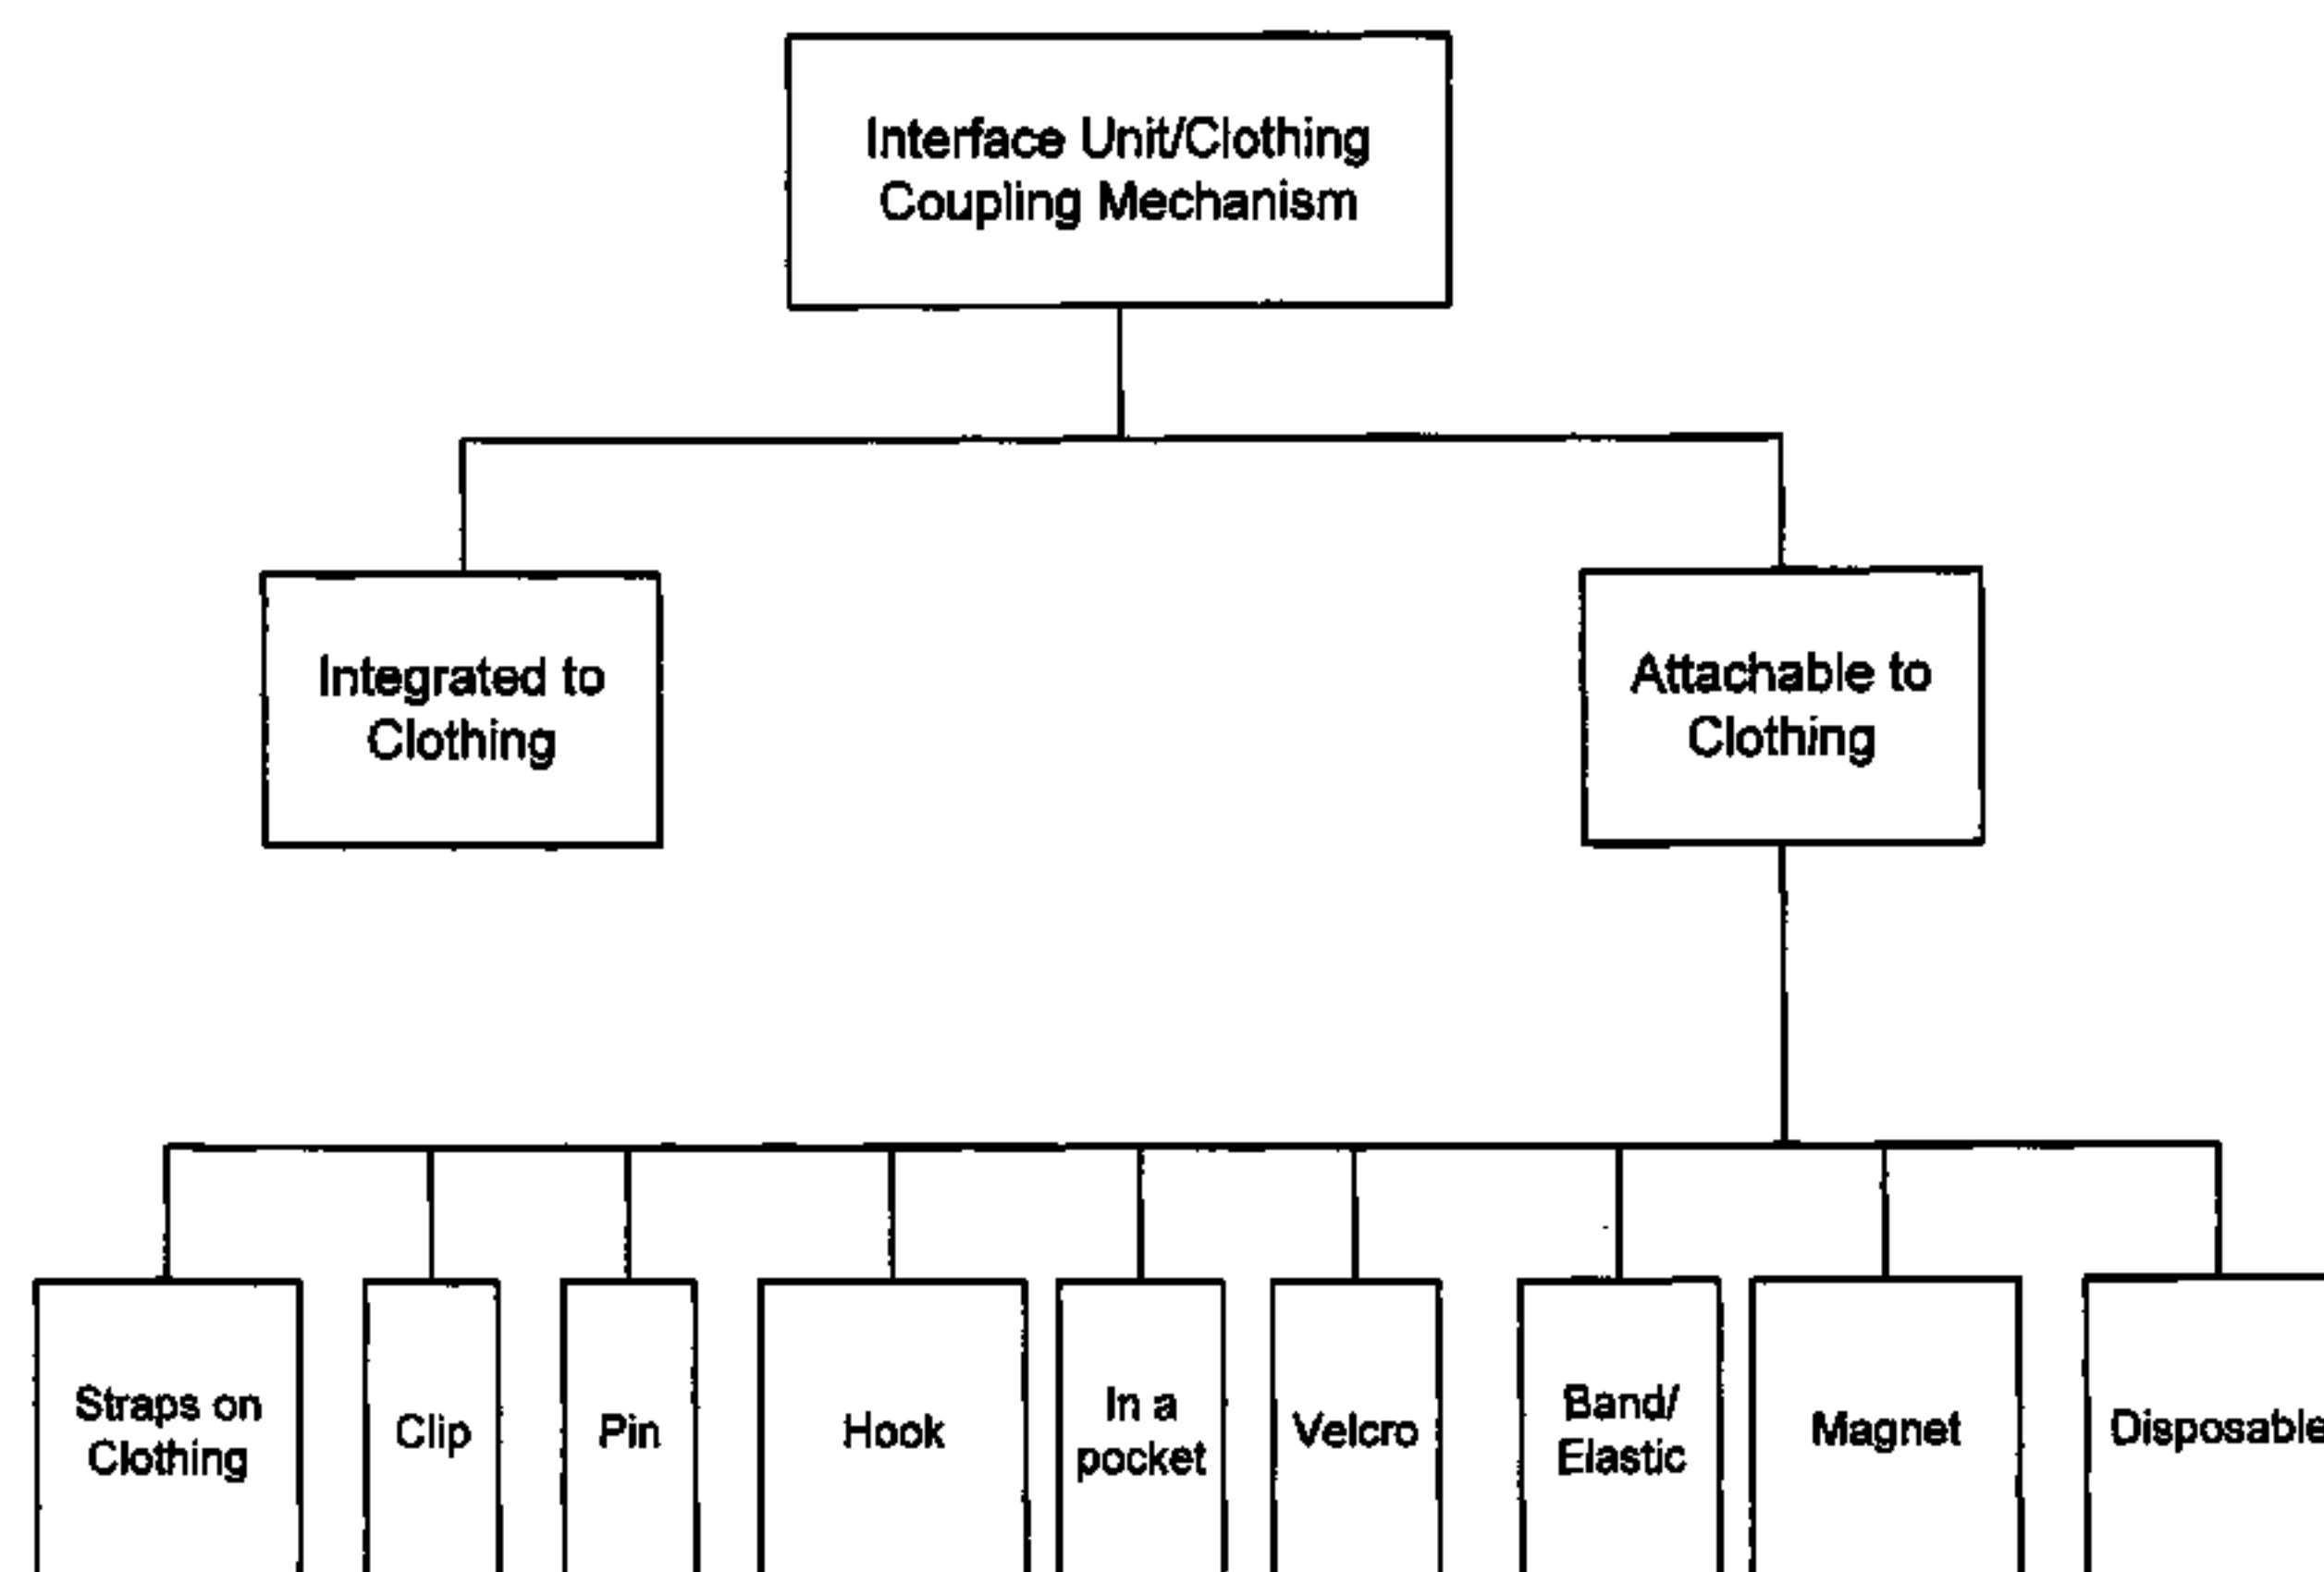 Interface Unit/Clothing
Coupling Mechanism
Integrated to
Clothing
Attachable to
Clothing
Straps on
Clothing
Clip
Pin
Hook
In a
pocket
Velcro
Band/
Elastic
Magnet
Disposable